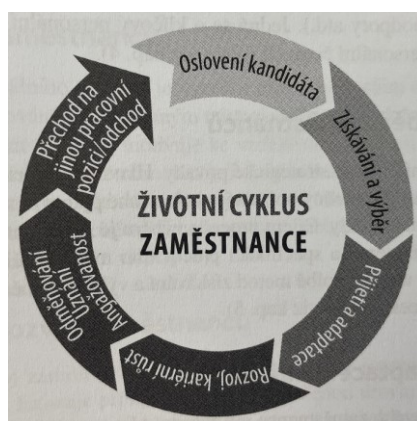 ŽIVOTNÍ CYKLUS
ZAMĚSTNANCE
Oslovení kandidáta
Získávání a výběr
Přijetí a adaptace
Rozvoj, kariérní růst
Odměňování
Uznání
Angažovanost
Přechod na
jinou pracovní
pozici/odchod